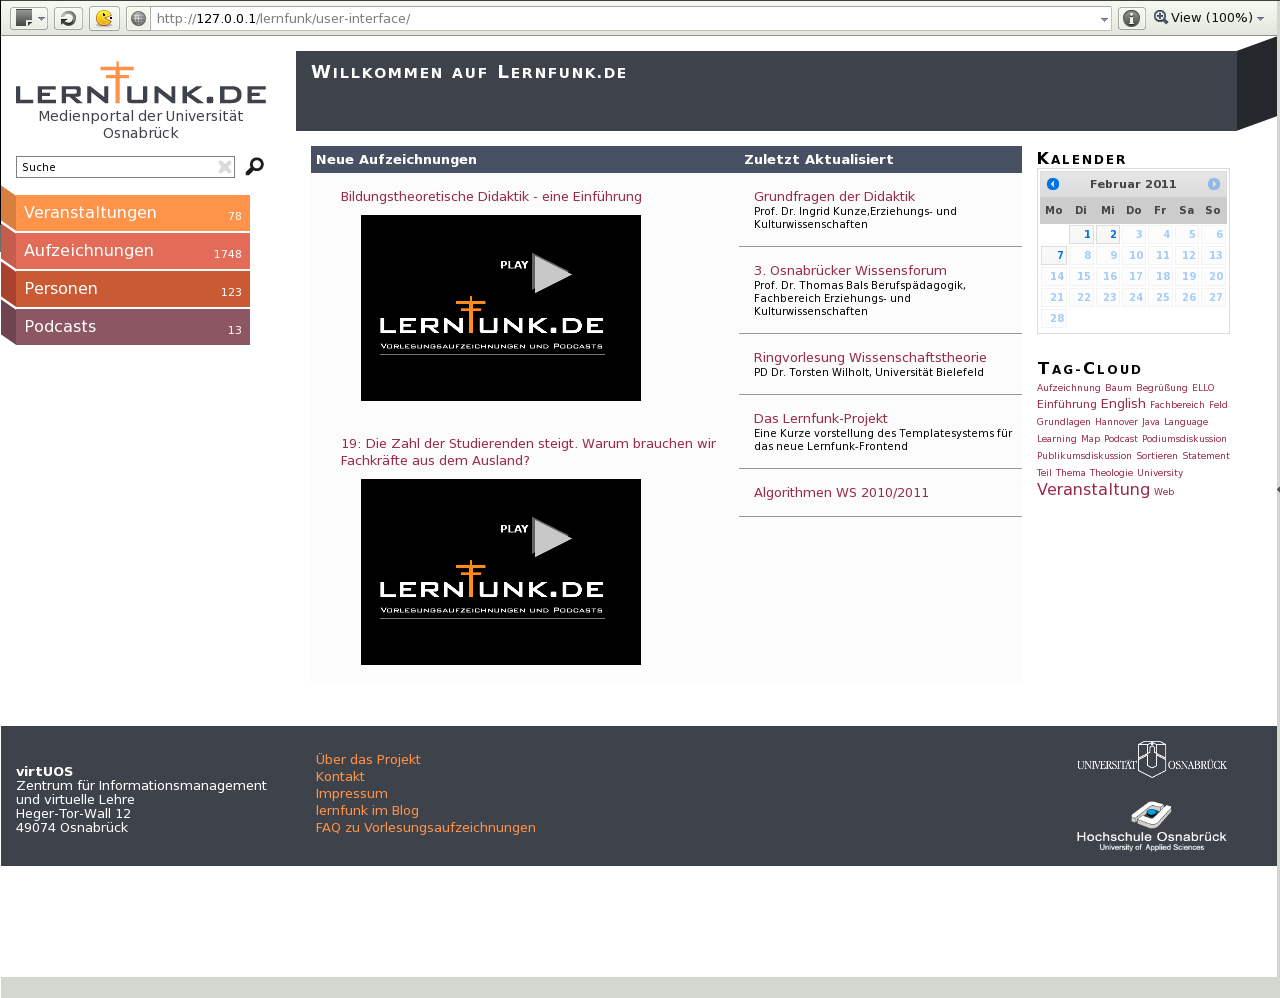 http://127.0.0.1/lernfunk/user-interface/
View (100%)
LERNFUNK.DE
Medienportal der Universität
Osnabrück
Suche
Veranstaltungen 78
Aufzeichnungen 1748
Personen 123
Podcasts 13
Willkommen auf Lernfunk.de
Neue Aufzeichnungen
Bildungstheoretische Didaktik - eine Einführung
PLAY
LERNFUNK.DE
Vorlesungsaufzeichnungen und Podcasts
19: Die Zahl der Studierenden steigt. Warum brauchen wir
Fachkräfte aus dem Ausland?
PLAY
LERNFUNK.DE
Vorlesungsaufzeichnungen und Podcasts
Zuletzt Aktualisiert
Grundfragen der Didaktik
Prof. Dr. Ingrid Kunze,Erziehungs- und
Kulturwissenschaften
3. Osnabrücker Wissensforum
Prof. Dr. Thomas Bals Berufspädagogik,
Fachbereich Erziehungs- und
Kulturwissenschaften
Ringvorlesung Wissenschaftstheorie
PD Dr. Torsten Wilholt, Universität Bielefeld
Das Lernfunk-Projekt
Eine Kurze vorstellung des Templatesystems für
das neue Lernfunk-Frontend
Algorithmen WS 2010/2011
Kalender
Februar 2011
Mo Di Mi Do Fr Sa So
1 2 3 4 5 6
7 8 9 10 11 12 13
14 15 16 17 18 19 20
21 22 23 24 25 26 27
28
Tag-Cloud
Aufzeichnung Baum Begrüßung ELLO
Einführung English Fachbereich Feld
Grundlagen Hannover Java Language
Learning Map Podcast Podiumsdiskussion
Publikumsdiskussion Sortieren Statement
Teil Thema Theologie University
Veranstaltung Web
virtUOS
Zentrum für Informationsmanagement
und virtuelle Lehre
Heger-Tor-Wall 12
49074 Osnabrück
Über das Projekt
Kontakt
Impressum
lernfunk im Blog
FAQ zu Vorlesungsaufzeichnungen
UNIVERSITÄT OSNABRÜCK
Hochschule Osnabrück
University of Applied Sciences